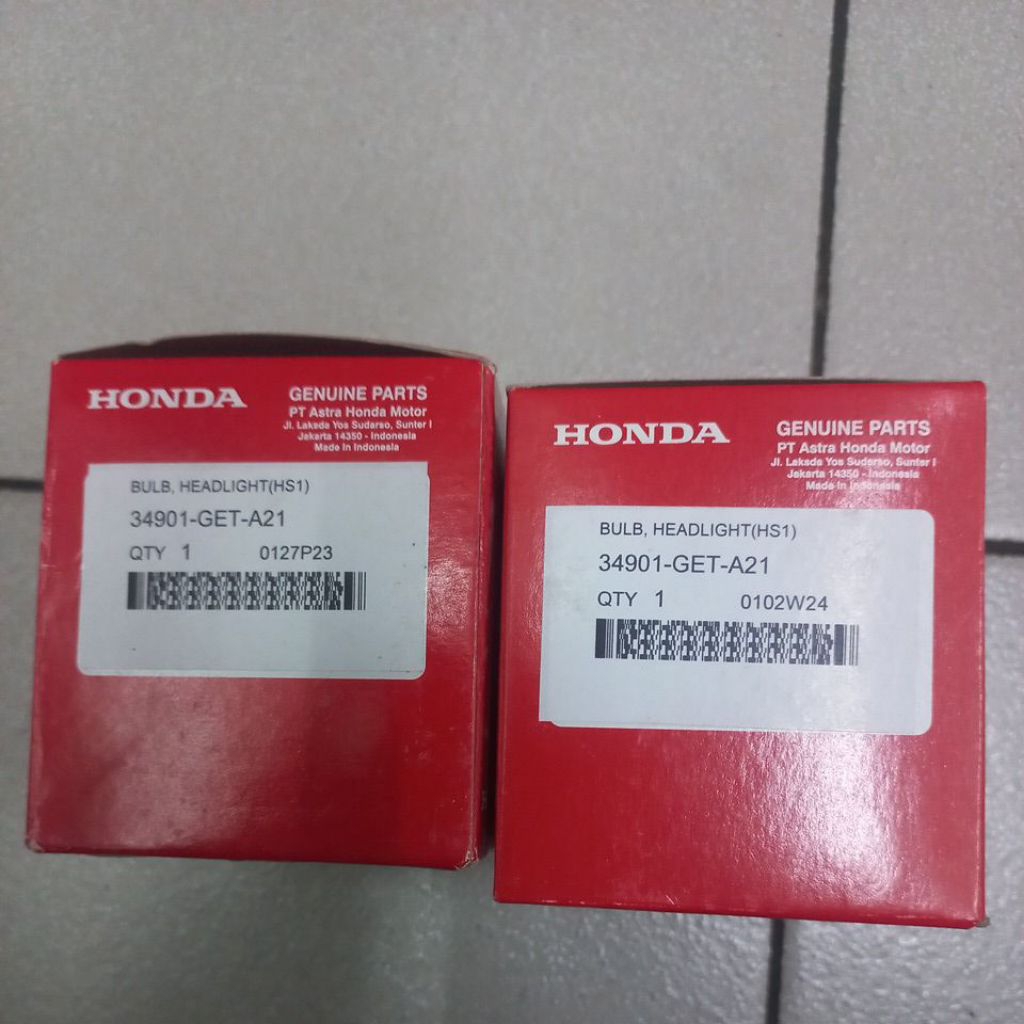 HONDA
GENUINE PARTS
PT Astra Honda Motor
Jl. Laksda Yos Sudarso, Sunter I
Jakarta 14350 - Indonesia
Made In Indonesia
BULB, HEADLIGHT(HS1)
34901-GET-A21
QTY 1 0127P23
HONDA
GENUINE PARTS
PT Astra Honda Motor
Jl. Laksda Yos Sudarso, Sunter I
Jakarta 14350 - Indonesia
Made In Indonesia
BULB, HEADLIGHT(HS1)
34901-GET-A21
QTY 1 0102W24